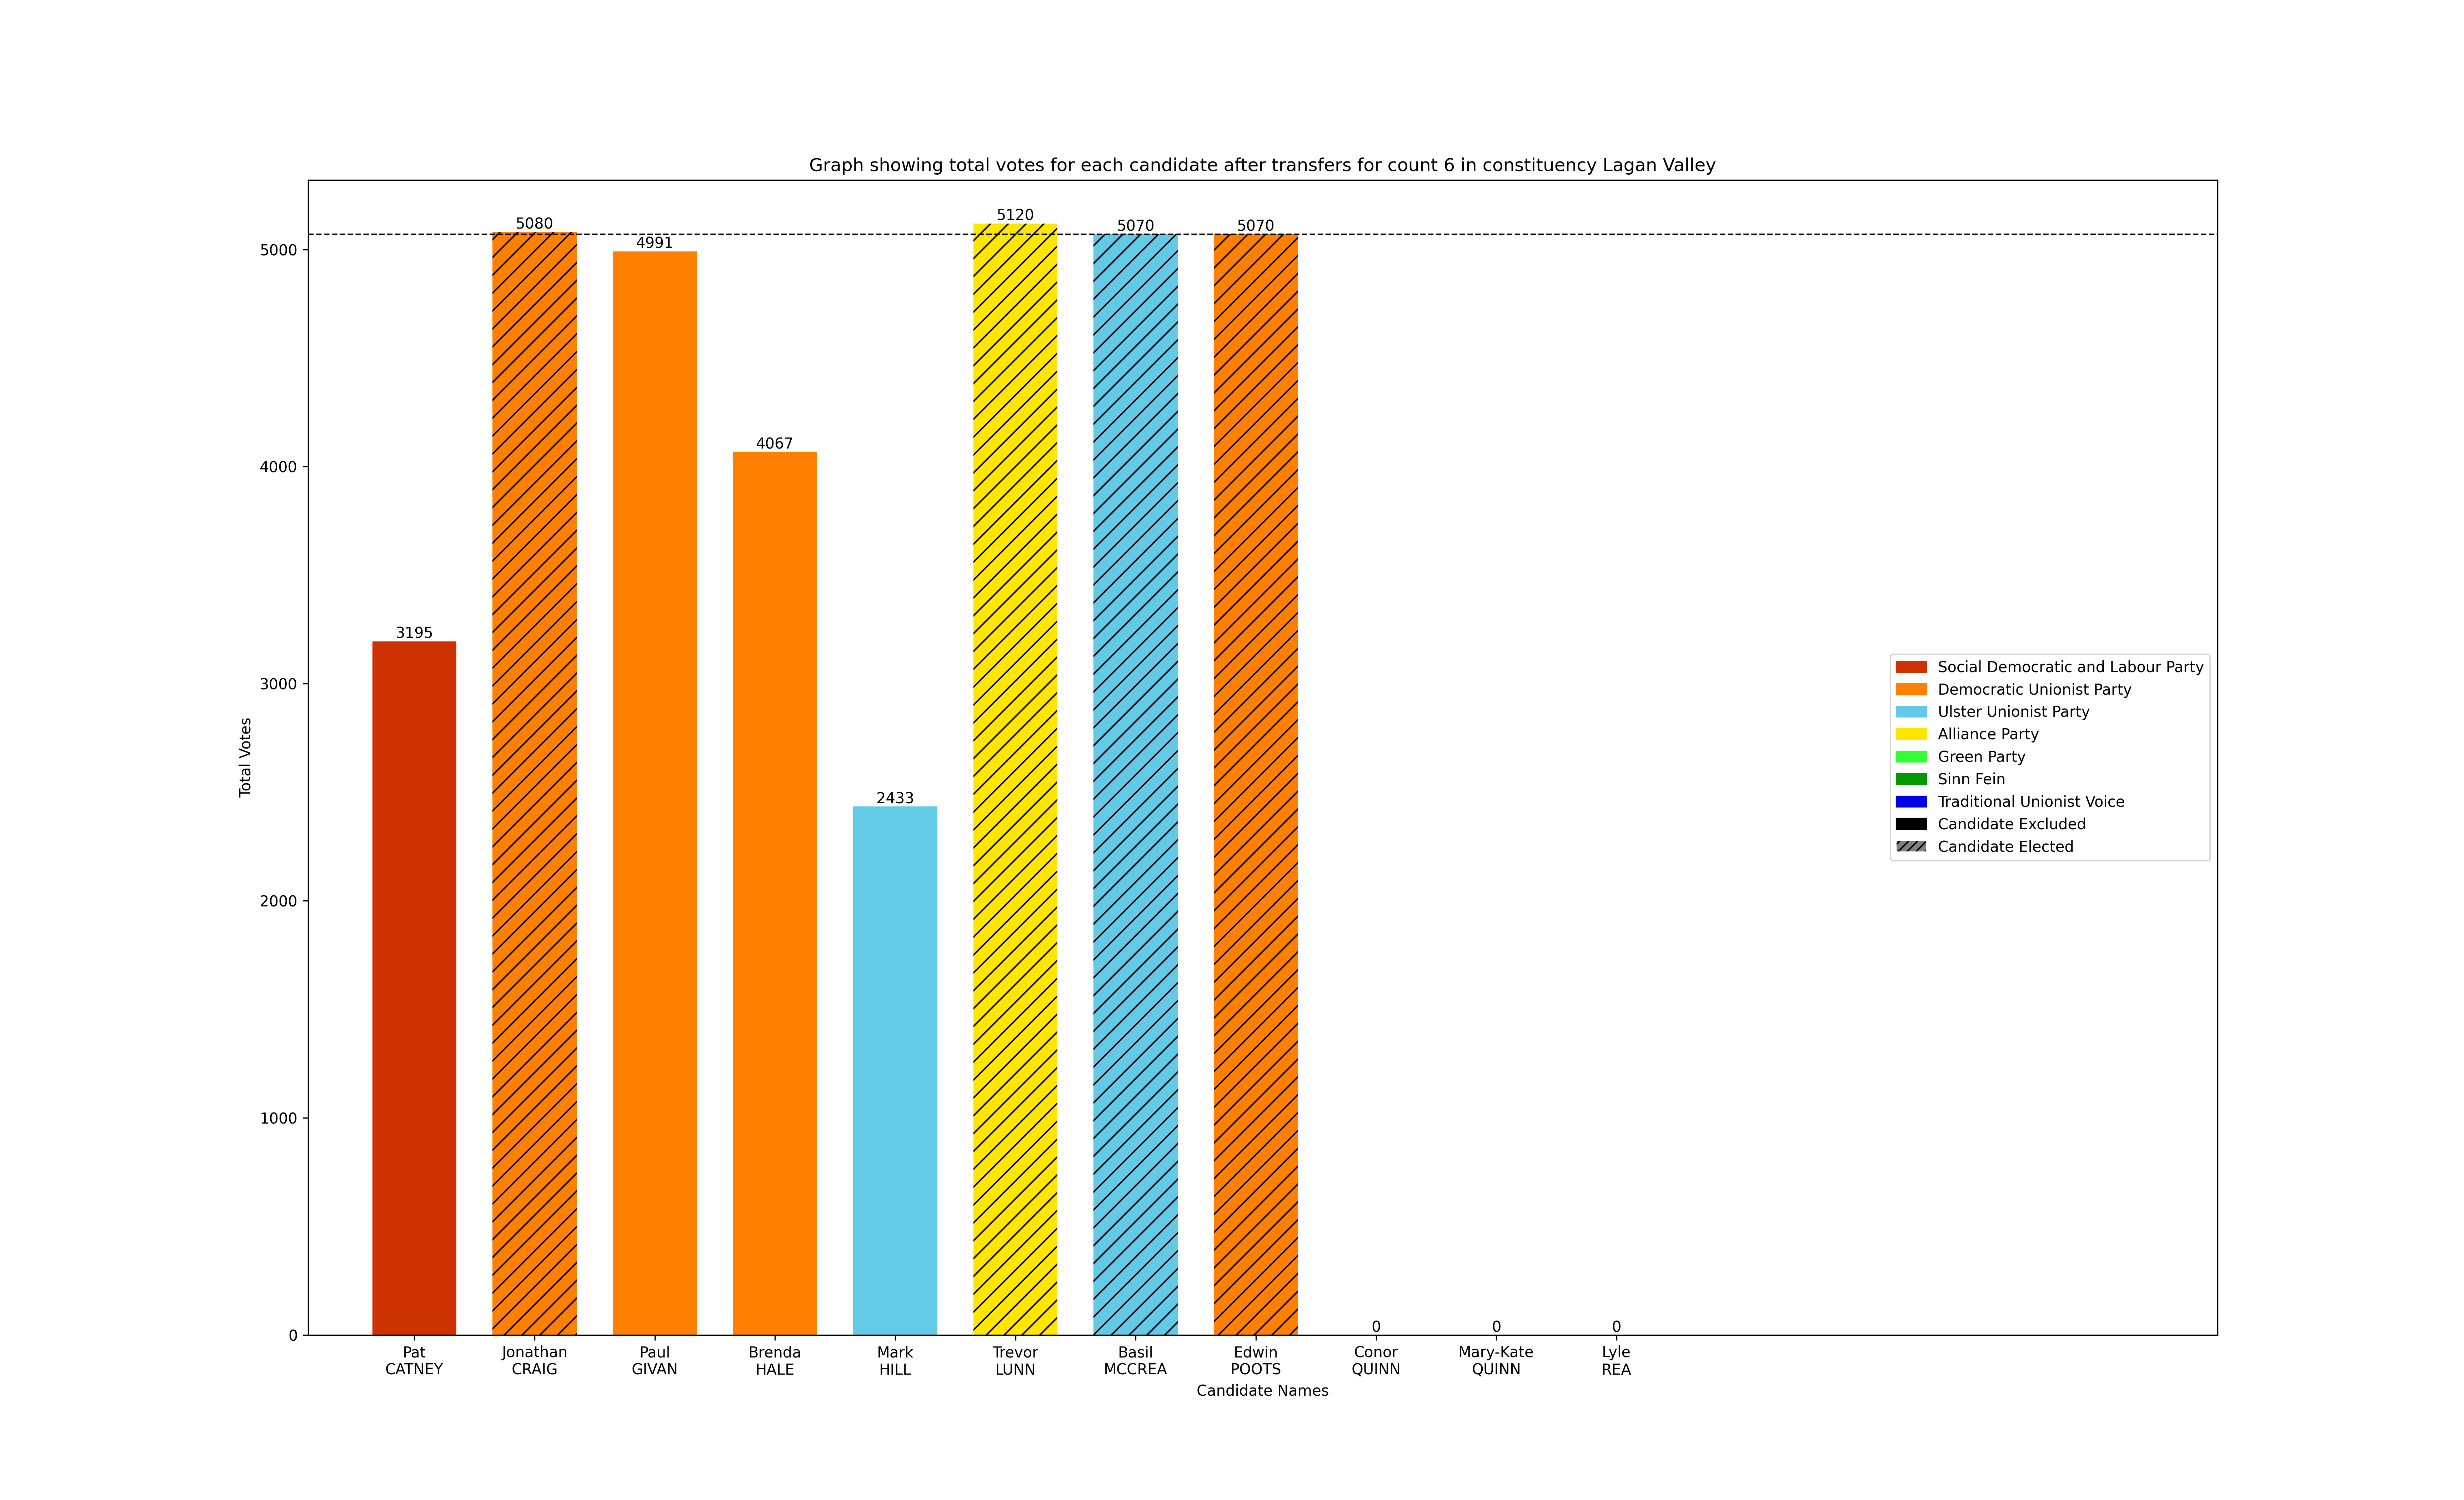 Graph showing total votes for each candidate after transfers for count 6 in constituency Lagan Valley
5080
4991
4067
3195
2433
5120
5070
5070
0
0
0
5000
4000
3000
2000
1000
0
Total Votes
Social Democratic and Labour Party
Democratic Unionist Party
Ulster Unionist Party
Alliance Party
Green Party
Sinn Fein
Traditional Unionist Voice
Candidate Excluded
Candidate Elected
Pat
CATNEY
Jonathan
CRAIG
Paul
GIVAN
Brenda
HALE
Mark
HILL
Trevor
LUNN
Basil
MCCREA
Edwin
POOTS
Conor
QUINN
Mary-Kate
QUINN
Lyle
REA
Candidate Names